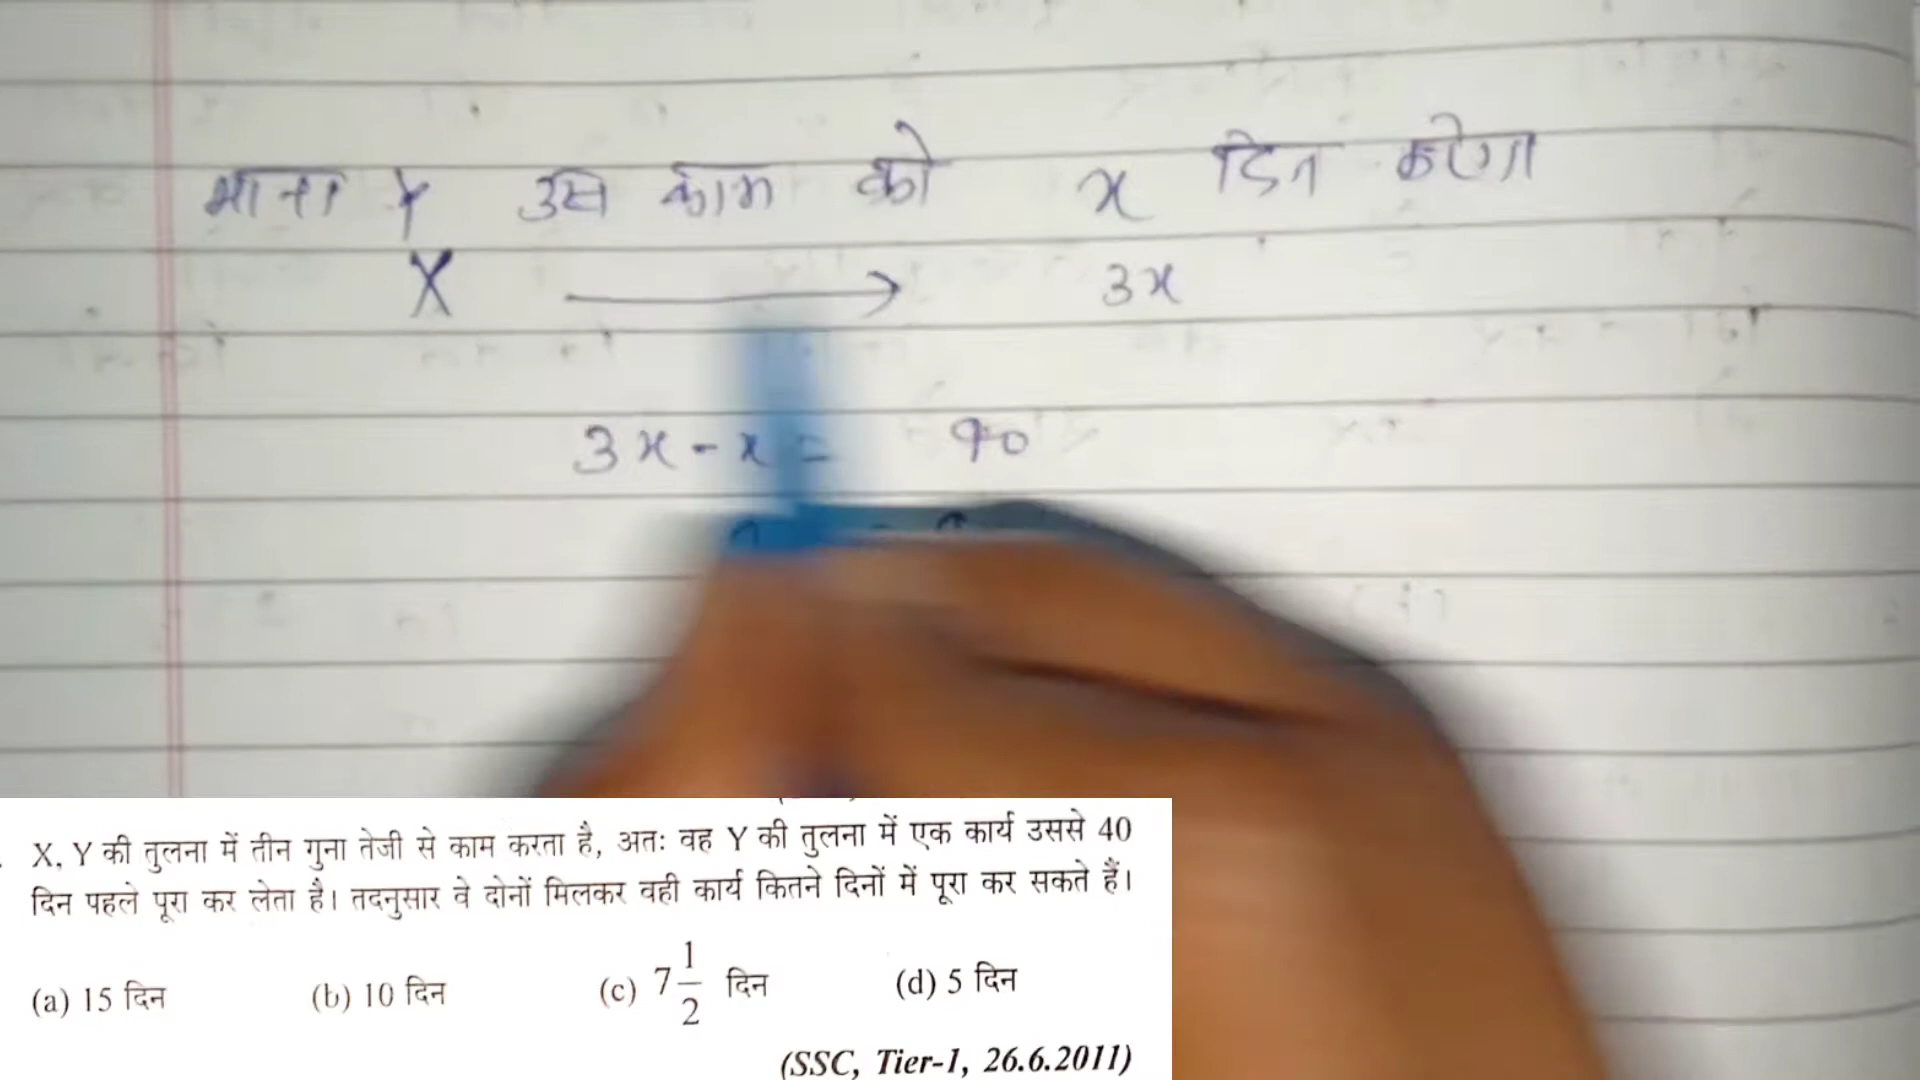 माना Y उस काम को x दिन करेगा
X → 3x
3x - x = 40
X, Y की तुलना में तीन गुना तेजी से काम करता है, अतः वह Y की तुलना में एक कार्य उससे 40
दिन पहले पूरा कर लेता है। तदनुसार वे दोनों मिलकर वही कार्य कितने दिनों में पूरा कर सकते हैं।
(a) 15 दिन (b) 10 दिन (c) 7 1/2 दिन (d) 5 दिन
(SSC, Tier-1, 26.6.2011)